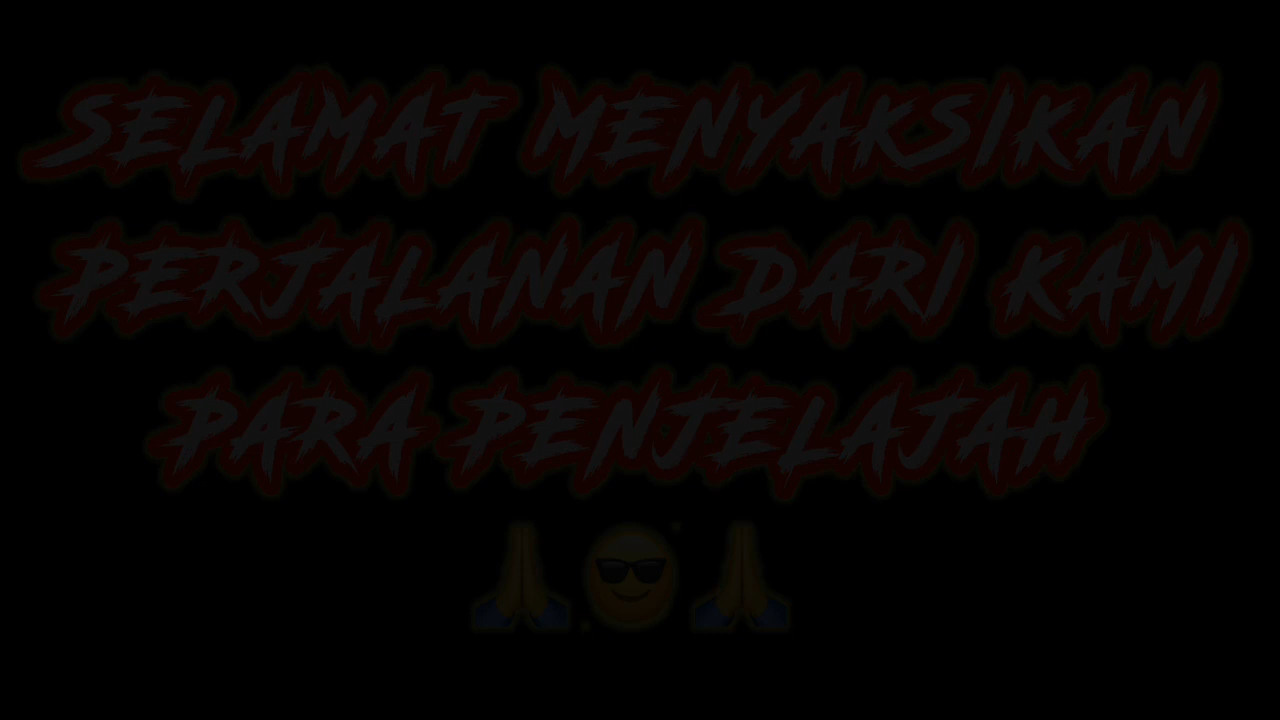 SELAMAT MENYAKSIKAN
PERJALANAN DARI KAMI
PARA PENJELAJAH
🙏😎🙏